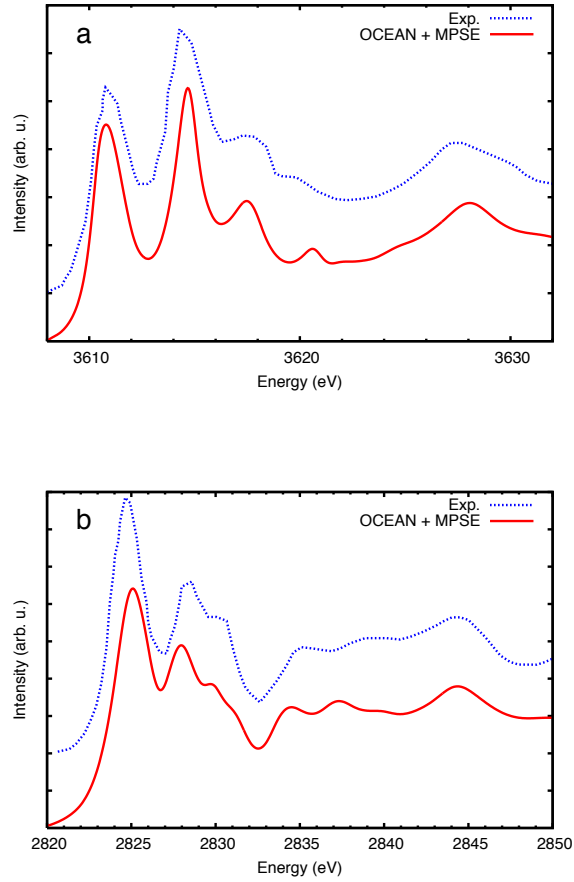 a
Exp.
OCEAN + MPSE
Intensity (arb. u.)
3610 3620 3630
Energy (eV)
b
Exp.
OCEAN + MPSE
Intensity (arb. u.)
2820 2825 2830 2835 2840 2845 2850
Energy (eV)